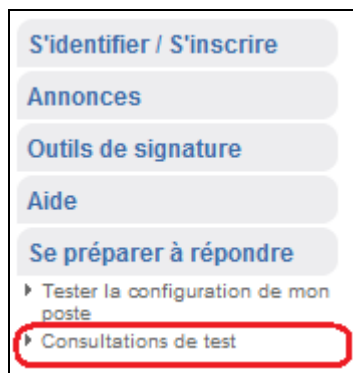 S'identifier / S'inscrire
Annonces
Outils de signature
Aide
Se préparer à répondre
Tester la configuration de mon
poste
Consultations de test